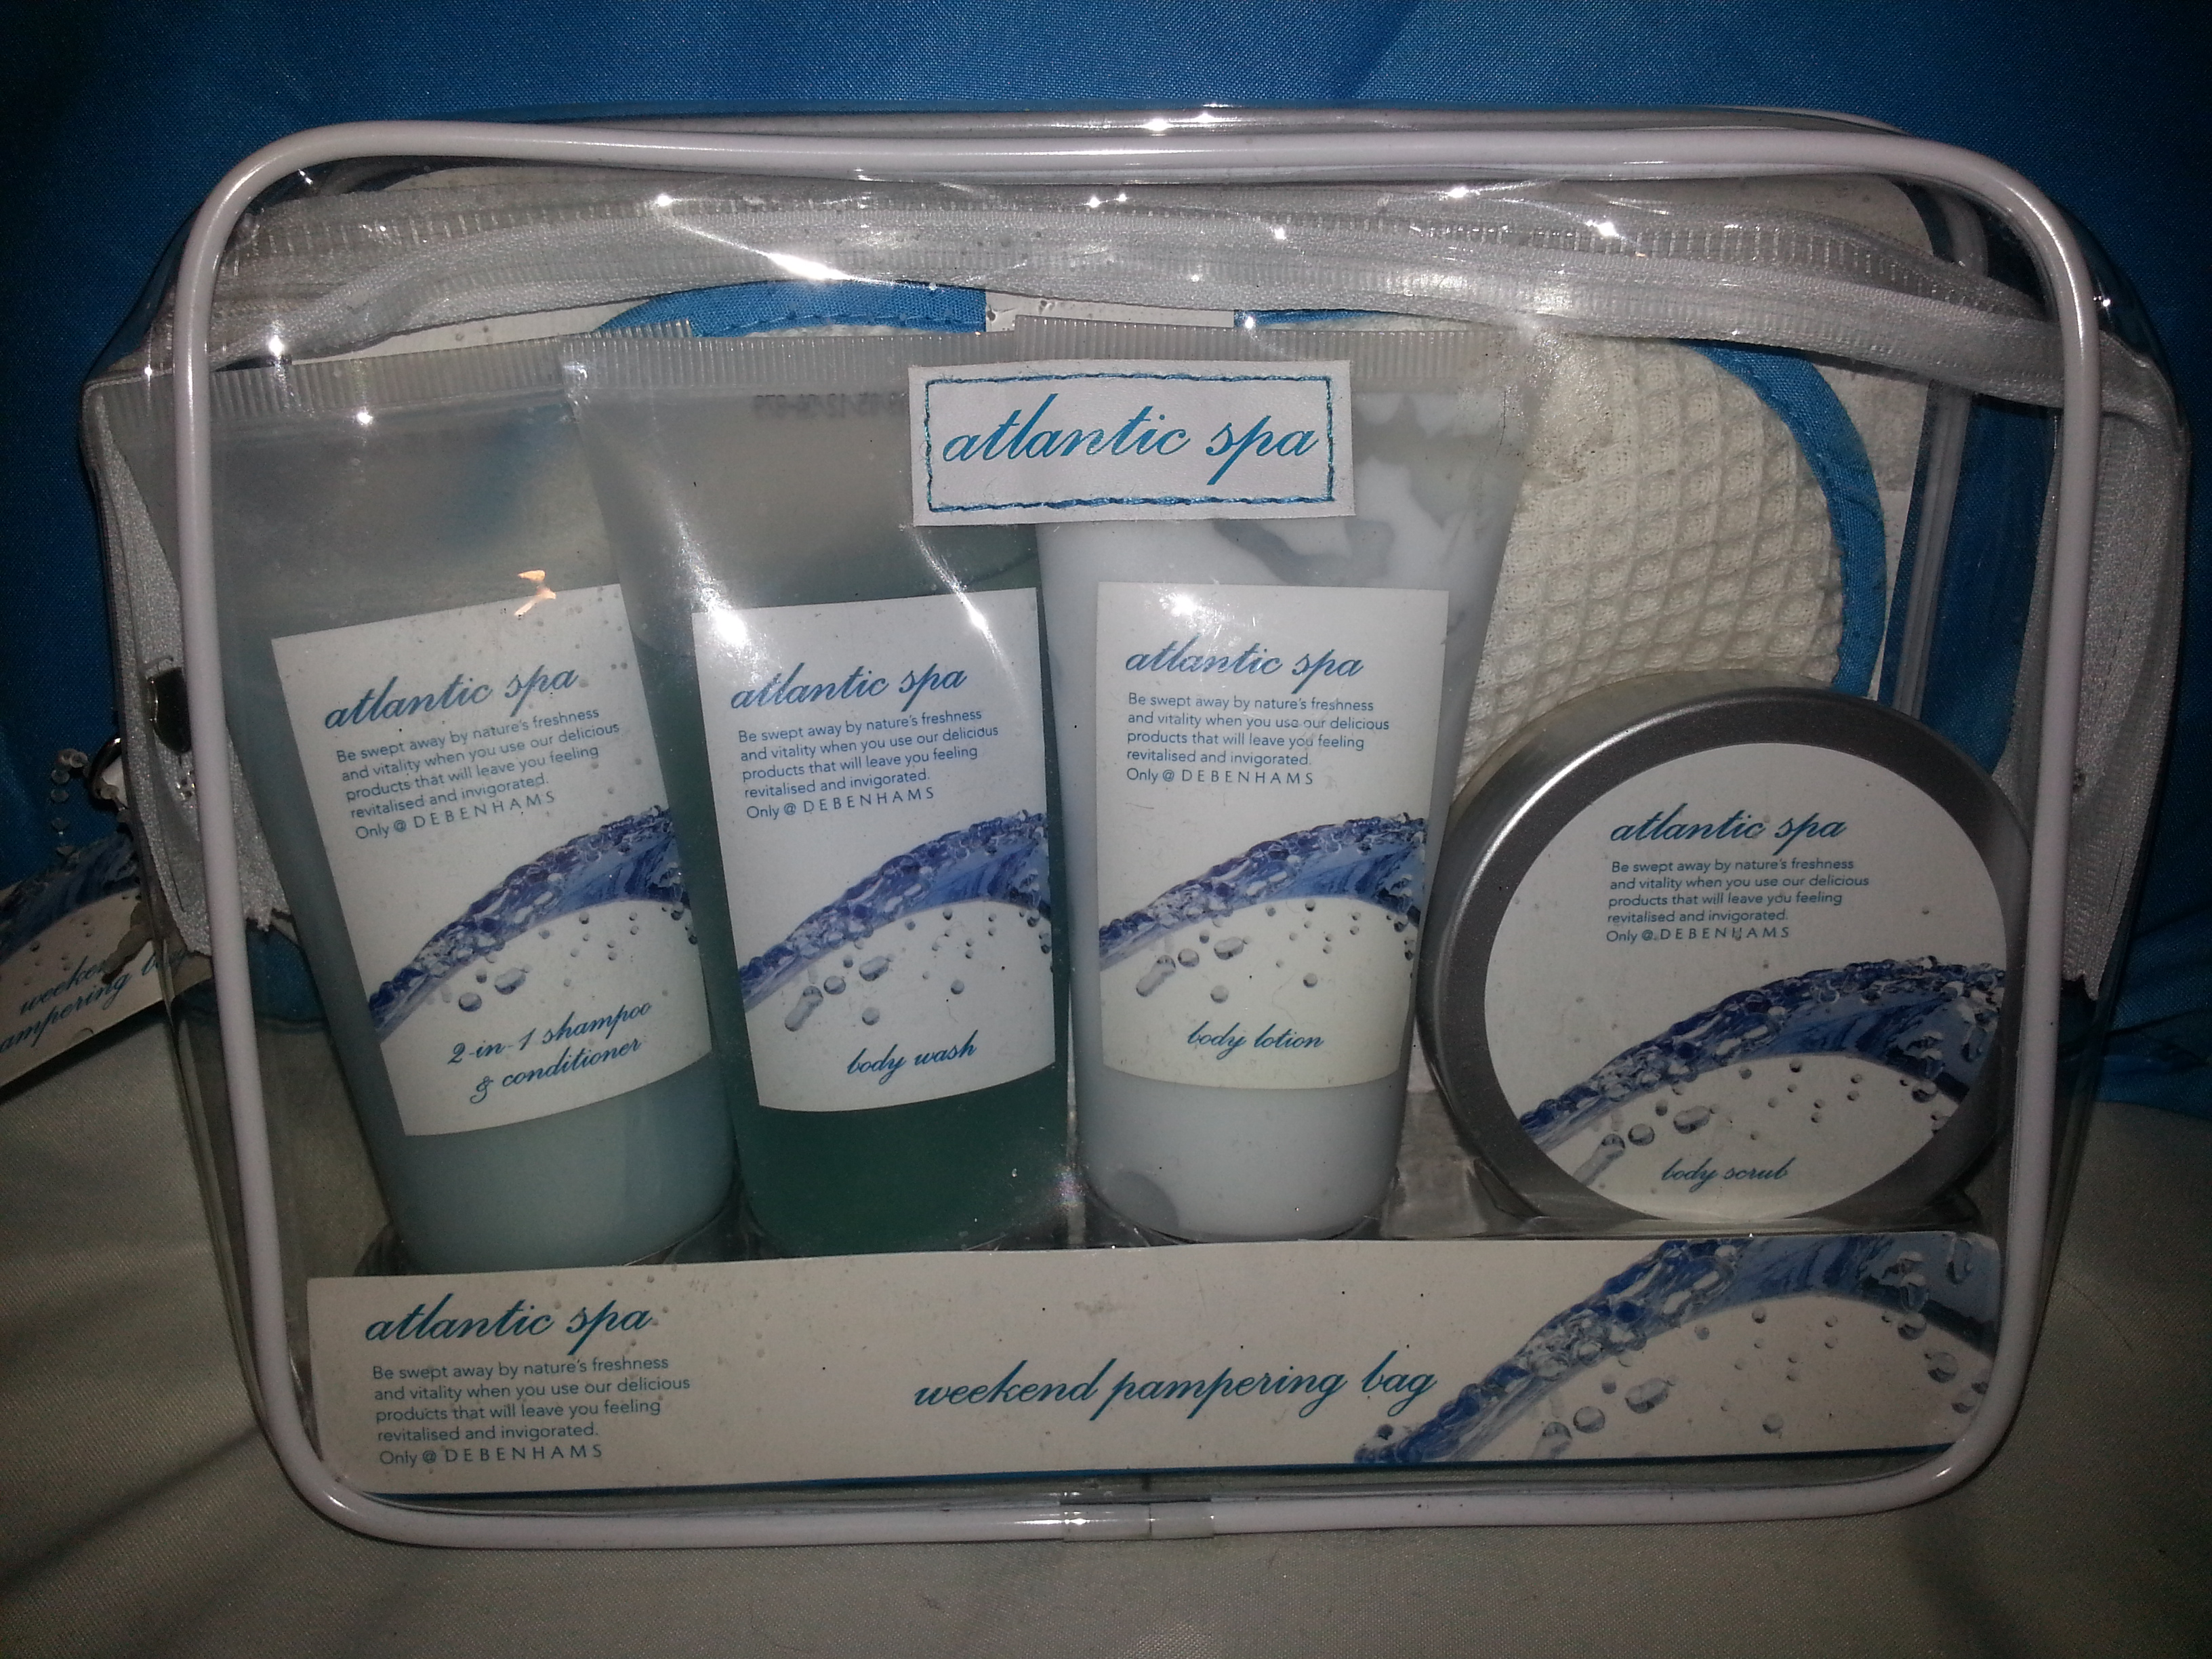 atlantic spa
atlantic spa
Be swept away by nature's freshness
and vitality when you use our delicious
products that will leave you feeling
revitalised and invigorated.
Only @ DEBENHAMS
2-in-1 shampoo
& conditioner
atlantic spa
Be swept away by nature's freshness
and vitality when you use our delicious
products that will leave you feeling
revitalised and invigorated.
Only @ DEBENHAMS
body wash
atlantic spa
Be swept away by nature's freshness
and vitality when you use our delicious
products that will leave you feeling
revitalised and invigorated.
Only @ DEBENHAMS
body lotion
atlantic spa
Be swept away by nature's freshness
and vitality when you use our delicious
products that will leave you feeling
revitalised and invigorated.
Only @ DEBENHAMS
body scrub
atlantic spa
Be swept away by nature's freshness
and vitality when you use our delicious
products that will leave you feeling
revitalised and invigorated.
Only @ DEBENHAMS
weekend pampering bag